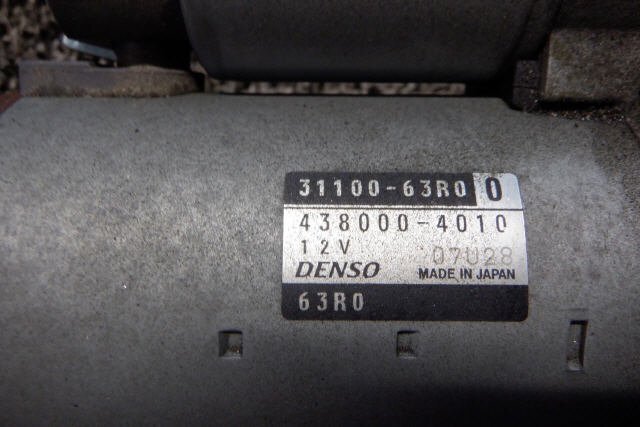 31100-63R0 0
438000-4010
12V 07U28
DENSO MADE IN JAPAN
63R0